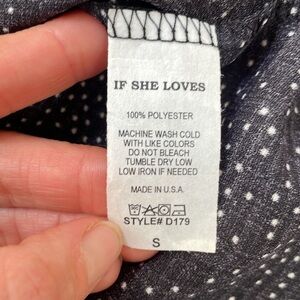 IF SHE LOVES
100% POLYESTER
MACHINE WASH COLD
WITH LIKE COLORS
DO NOT BLEACH
TUMBLE DRY LOW
LOW IRON IF NEEDED
MADE IN U.S.A.
STYLE# D179
S